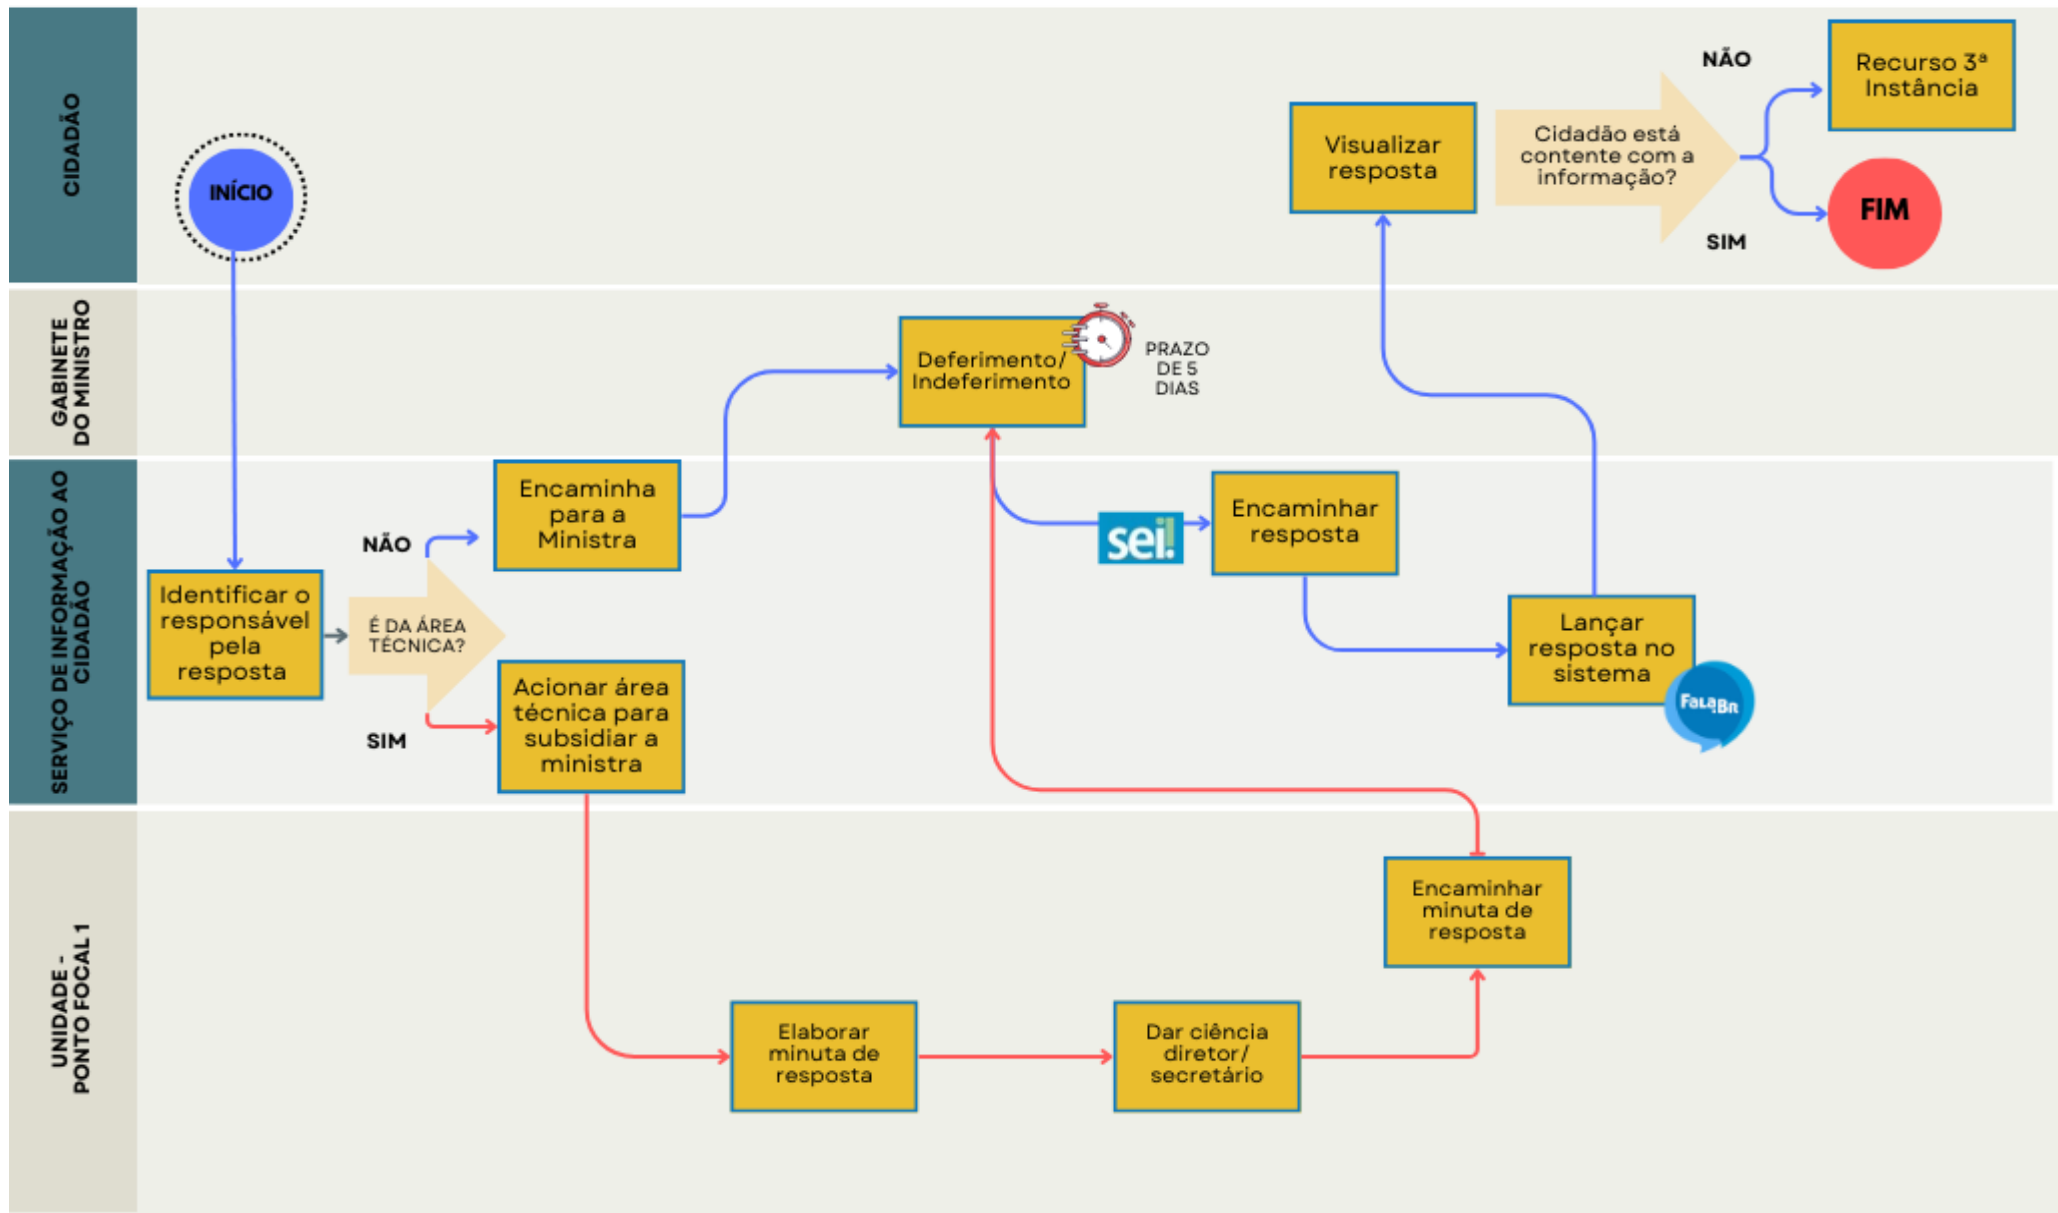 CIDADÃO
INÍCIO
Visualizar
resposta
Cidadão está
contente com a
informação?
NÃO
SIM
Recurso 3ª
Instância
FIM
GABINETE
DO MINISTRO
Deferimento/
Indeferimento
PRAZO
DE 5
DIAS
SERVIÇO DE INFORMAÇÃO AO
CIDADÃO
Identificar o
responsável
pela
resposta
É DA ÁREA
TÉCNICA?
NÃO
SIM
Encaminha
para a
Ministra
Acionar área
técnica para
subsidiar a
ministra
sei!
Encaminhar
resposta
Lançar
resposta no
sistema
Fala.BR
UNIDADE -
PONTO FOCAL 1
Elaborar
minuta de
resposta
Dar ciência
diretor/
secretário
Encaminhar
minuta de
resposta